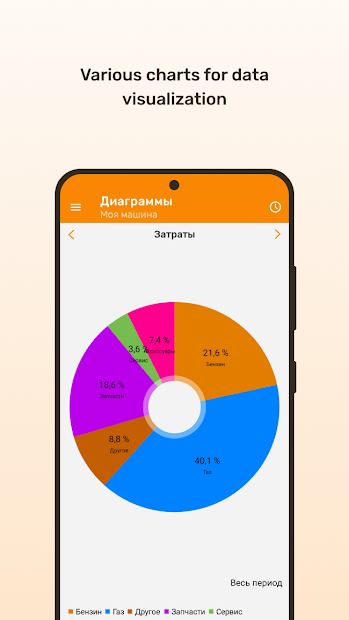 Various charts for data
visualization
Диаграммы
Моя машина
Затраты
7,4 %
Аксессуары
3,6 %
Сервис
21,6 %
Бензин
18,6 %
Запчасти
8,8 %
Другое
40,1 %
Газ
Весь период
Бензин Газ Другое Запчасти Сервис